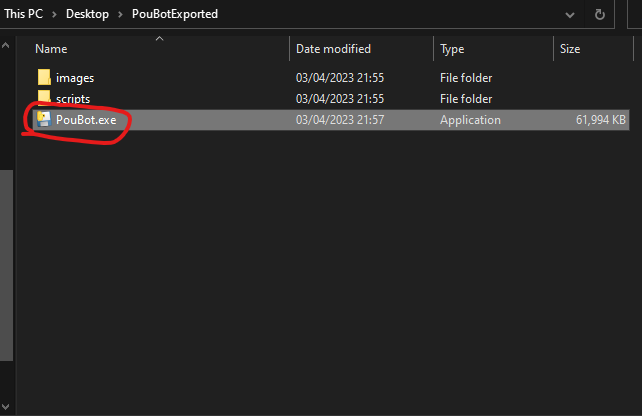 This PC > Desktop > PouBotExported
Name Date modified Type Size
images 03/04/2023 21:55 File folder
scripts 03/04/2023 21:55 File folder
PouBot.exe 03/04/2023 21:57 Application 61,994 KB